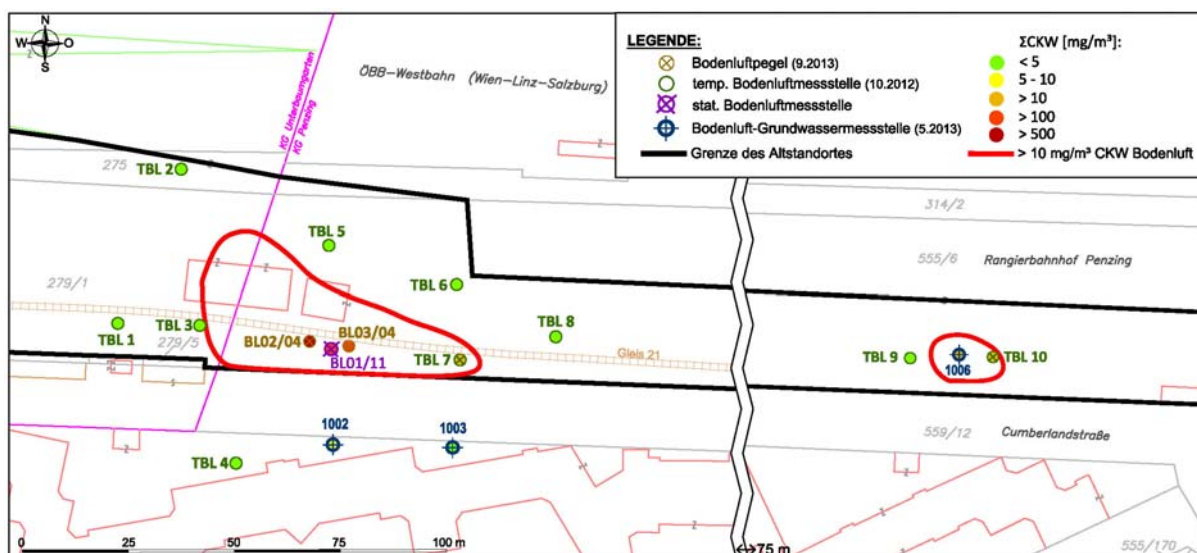 N
W O
S
ÖBB-Westbahn (Wien-Linz-Salzburg)
KG Unterbaumgarten
KG Penzing
LEGENDE:
Bodenluftpegel (9.2013)
temp. Bodenluftmessstelle (10.2012)
stat. Bodenluftmessstelle
Bodenluft-Grundwassermessstelle (5.2013)
Grenze des Altstandortes
ΣCKW [mg/m³]:
< 5
5 - 10
> 10
> 100
> 500
> 10 mg/m³ CKW Bodenluft
275
TBL 2
314/2
TBL 5
555/6
Rangierbahnhof Penzing
279/1
TBL 6
TBL 1
TBL 3
279/5
BL02/04
BL03/04
BL01/11
TBL 7
TBL 8
Gleis 21
TBL 9
1006
TBL 10
1002
1003
559/12
Cumberlandstraße
TBL 4
0 25 50 75 100 m
↔75 m
555/170